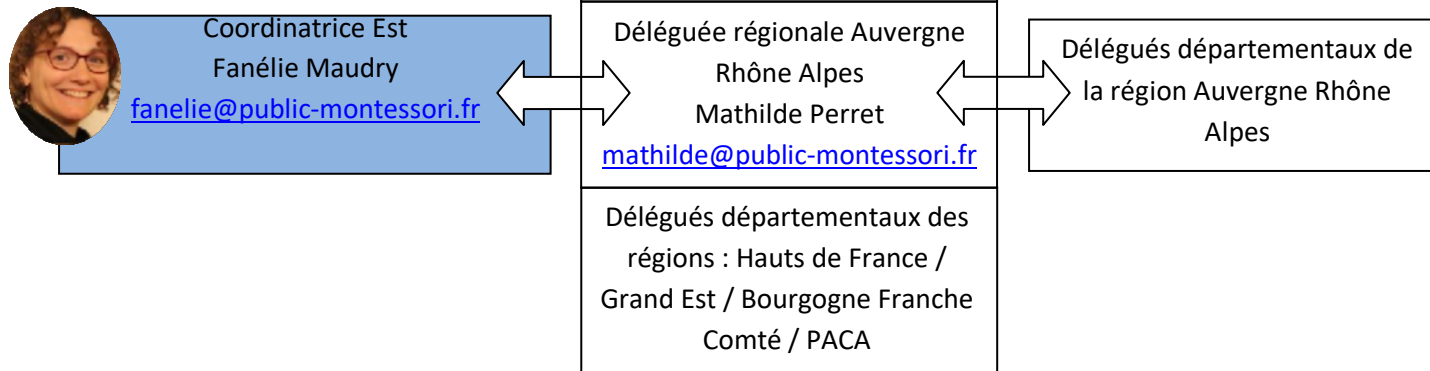 Coordinatrice Est
Fanélie Maudry
fanelie@public-montessori.fr
Déléguée régionale Auvergne
Rhône Alpes
Mathilde Perret
mathilde@public-montessori.fr
Délégués départementaux de
la région Auvergne Rhône
Alpes
Délégués départementaux des
régions : Hauts de France /
Grand Est / Bourgogne Franche
Comté / PACA